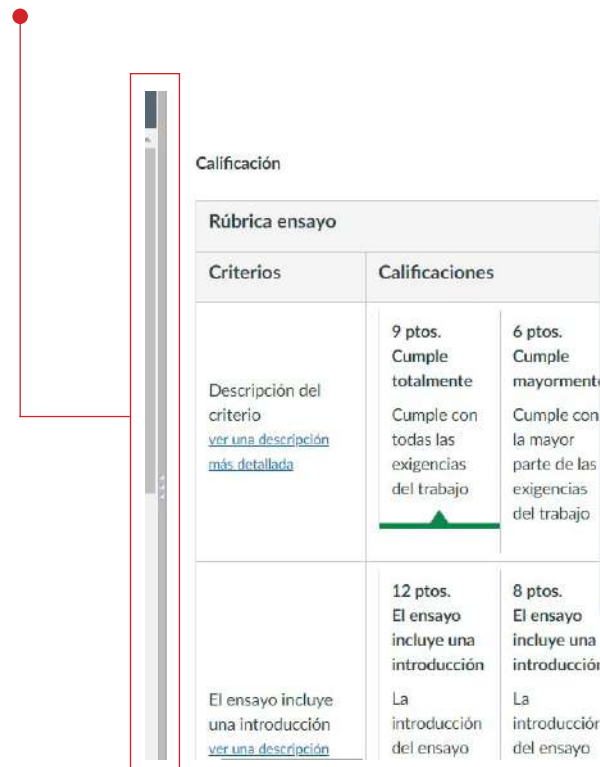 Calificación
Rúbrica ensayo
Criterios
Calificaciones
Descripción del
criterio
ver una descripción
más detallada
9 ptos.
Cumple
totalmente
Cumple con
todas las
exigencias
del trabajo
6 ptos.
Cumple
mayormente
Cumple con
la mayor
parte de las
exigencias
del trabajo
El ensayo incluye
una introducción
ver una descripción
12 ptos.
El ensayo
incluye una
introducción
La
introducción
del ensayo
8 ptos.
El ensayo
incluye una
introducción
La
introducción
del ensayo